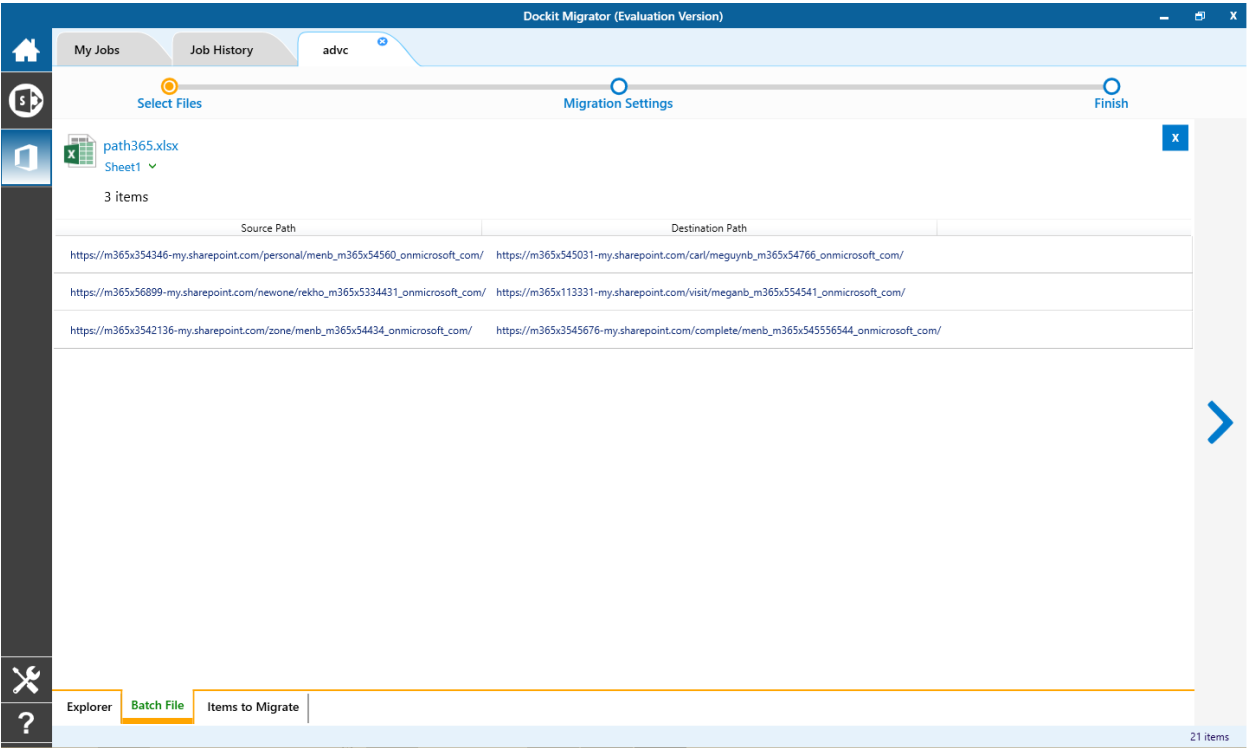 Dockit Migrator (Evaluation Version)
My Jobs Job History advc
Select Files Migration Settings Finish
path365.xlsx
Sheet1
3 items
Source Path Destination Path
https://m365x354346-my.sharepoint.com/personal/menb_m365x54560_onmicrosoft_com/ https://m365x545031-my.sharepoint.com/carl/meguynb_m365x54766_onmicrosoft_com/
https://m365x56899-my.sharepoint.com/newone/rekho_m365x5334431_onmicrosoft_com/ https://m365x113331-my.sharepoint.com/visit/meganb_m365x554541_onmicrosoft_com/
https://m365x3542136-my.sharepoint.com/zone/menb_m365x54434_onmicrosoft_com/ https://m365x3545676-my.sharepoint.com/complete/menb_m365x545556544_onmicrosoft_com/
Explorer Batch File Items to Migrate
21 items